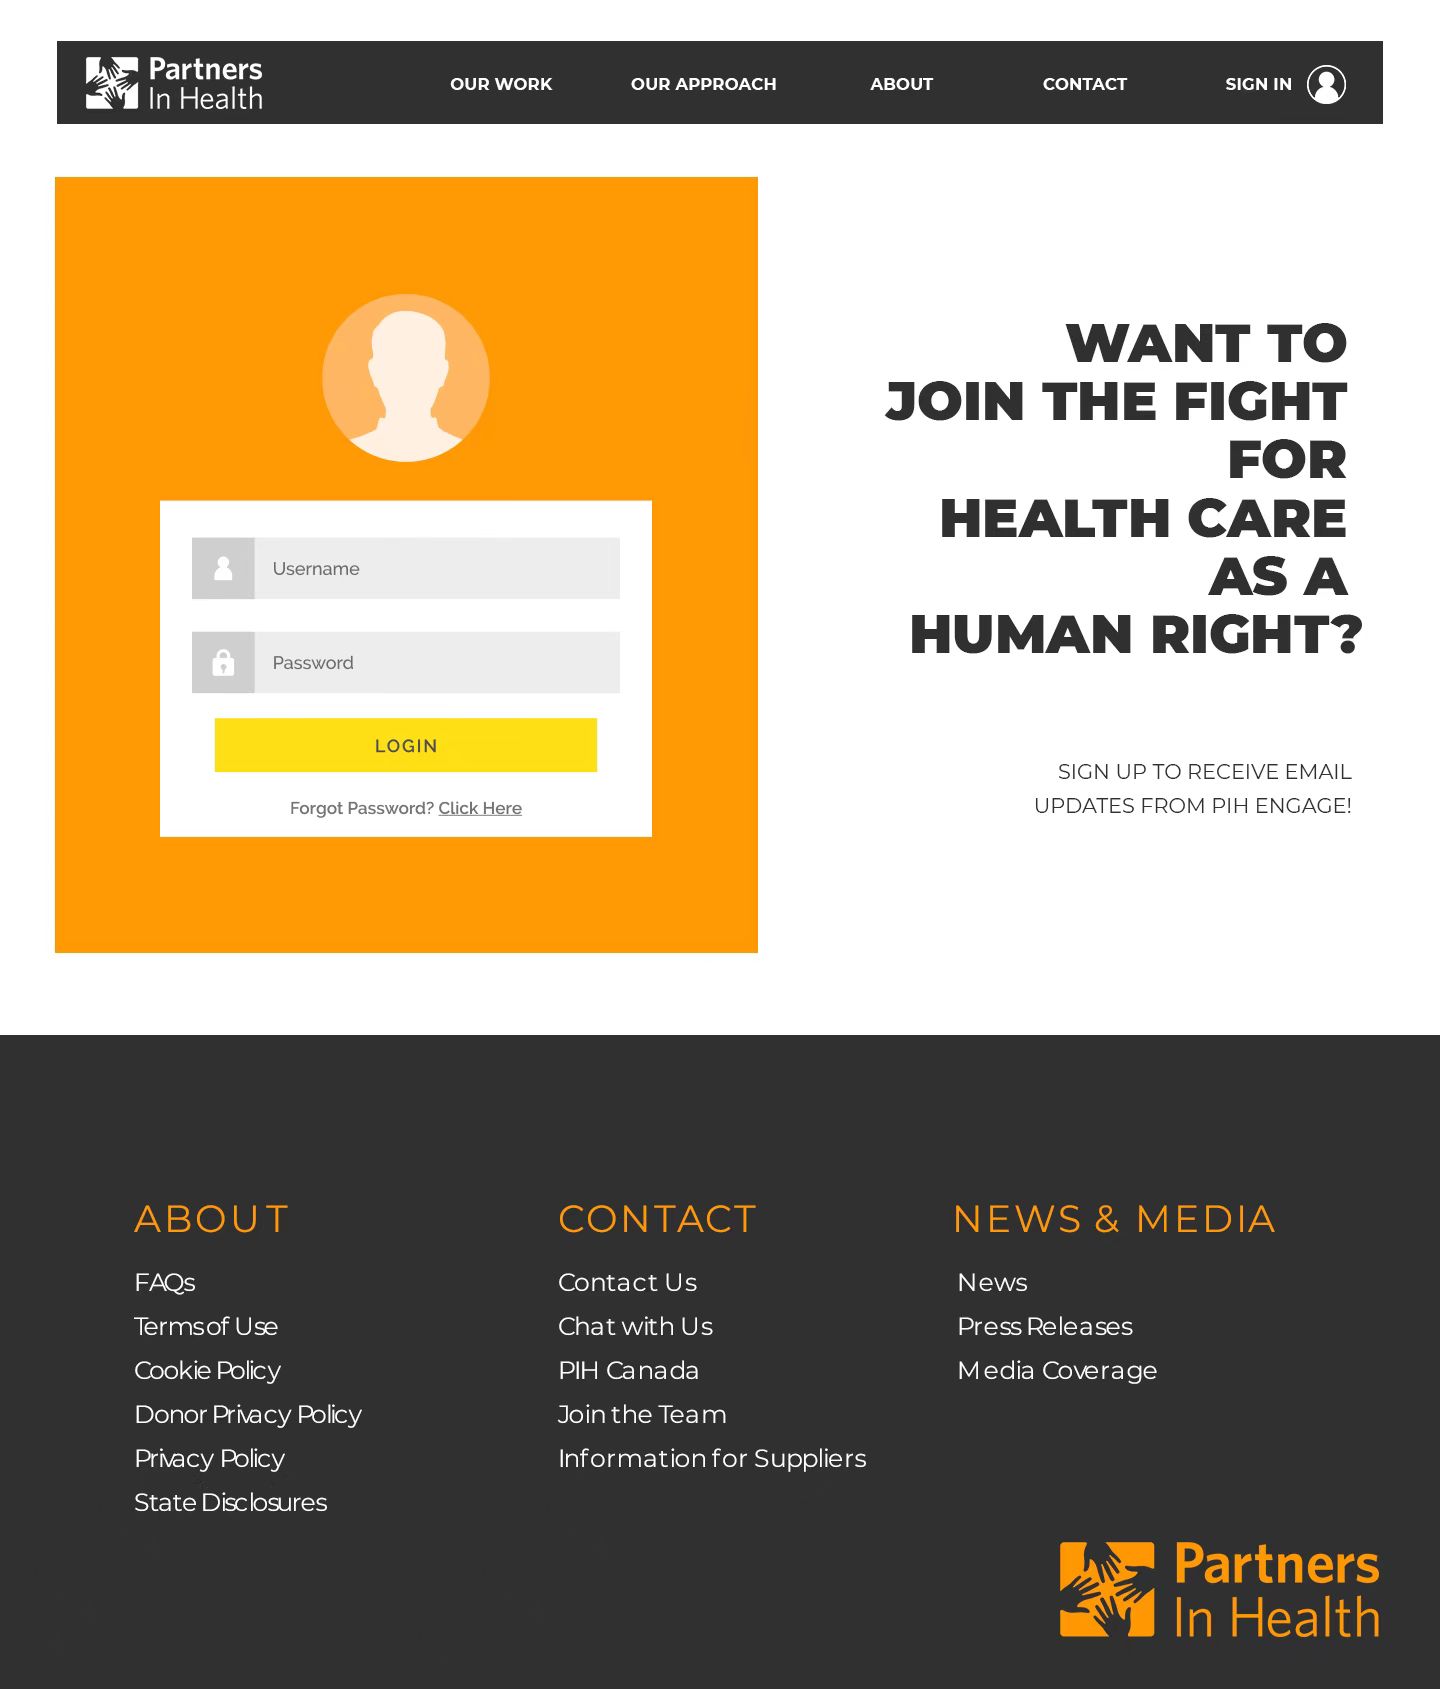 Partners
In Health
OUR WORK
OUR APPROACH
ABOUT
CONTACT
SIGN IN
Username
Password
LOGIN
Forgot Password? Click Here
WANT TO
JOIN THE FIGHT
FOR
HEALTH CARE
AS A
HUMAN RIGHT?
SIGN UP TO RECEIVE EMAIL
UPDATES FROM PIH ENGAGE!
ABOUT
FAQs
Terms of Use
Cookie Policy
Donor Privacy Policy
Privacy Policy
State Disclosures
CONTACT
Contact Us
Chat with Us
PIH Canada
Join the Team
Information for Suppliers
NEWS & MEDIA
News
Press Releases
Media Coverage
Partners
In Health